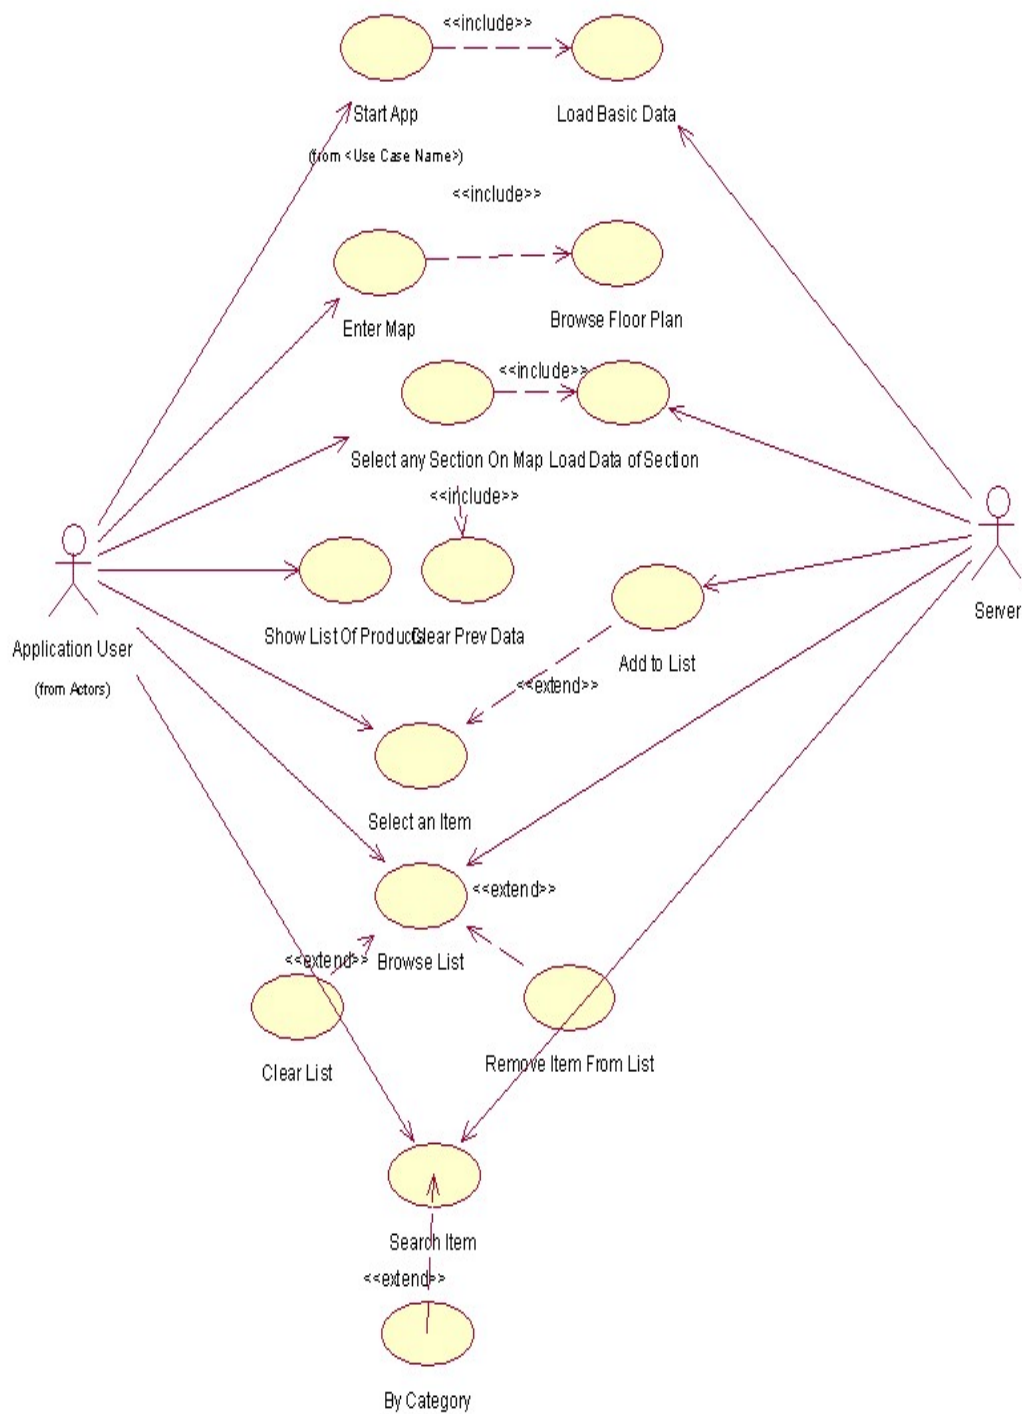 <<include>>
Start App
Load Basic Data
(from <Use Case Name>)
<<include>>
Enter Map
Browse Floor Plan
<<include>>
Select any Section On Map
Load Data of Section
<<include>>
Show List Of Products
Clear Prev Data
Add to List
Application User
(from Actors)
Server
<<extend>>
Select an Item
<<extend>>
<<extend>>
Browse List
Clear List
Remove Item From List
Search Item
<<extend>>
By Category